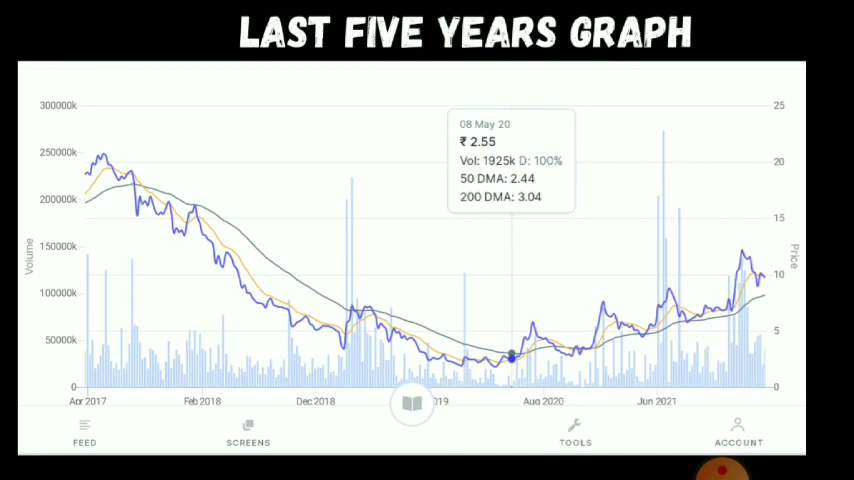 LAST FIVE YEARS GRAPH
300000k
250000k
200000k
150000k
100000k
50000k
0
Volume
25
20
15
10
5
0
Price
08 May 20
₹ 2.55
Vol: 1925k D: 100%
50 DMA: 2.44
200 DMA: 3.04
Apr 2017 Feb 2018 Dec 2018 2019 Aug 2020 Jun 2021
FEED SCREENS TOOLS ACCOUNT